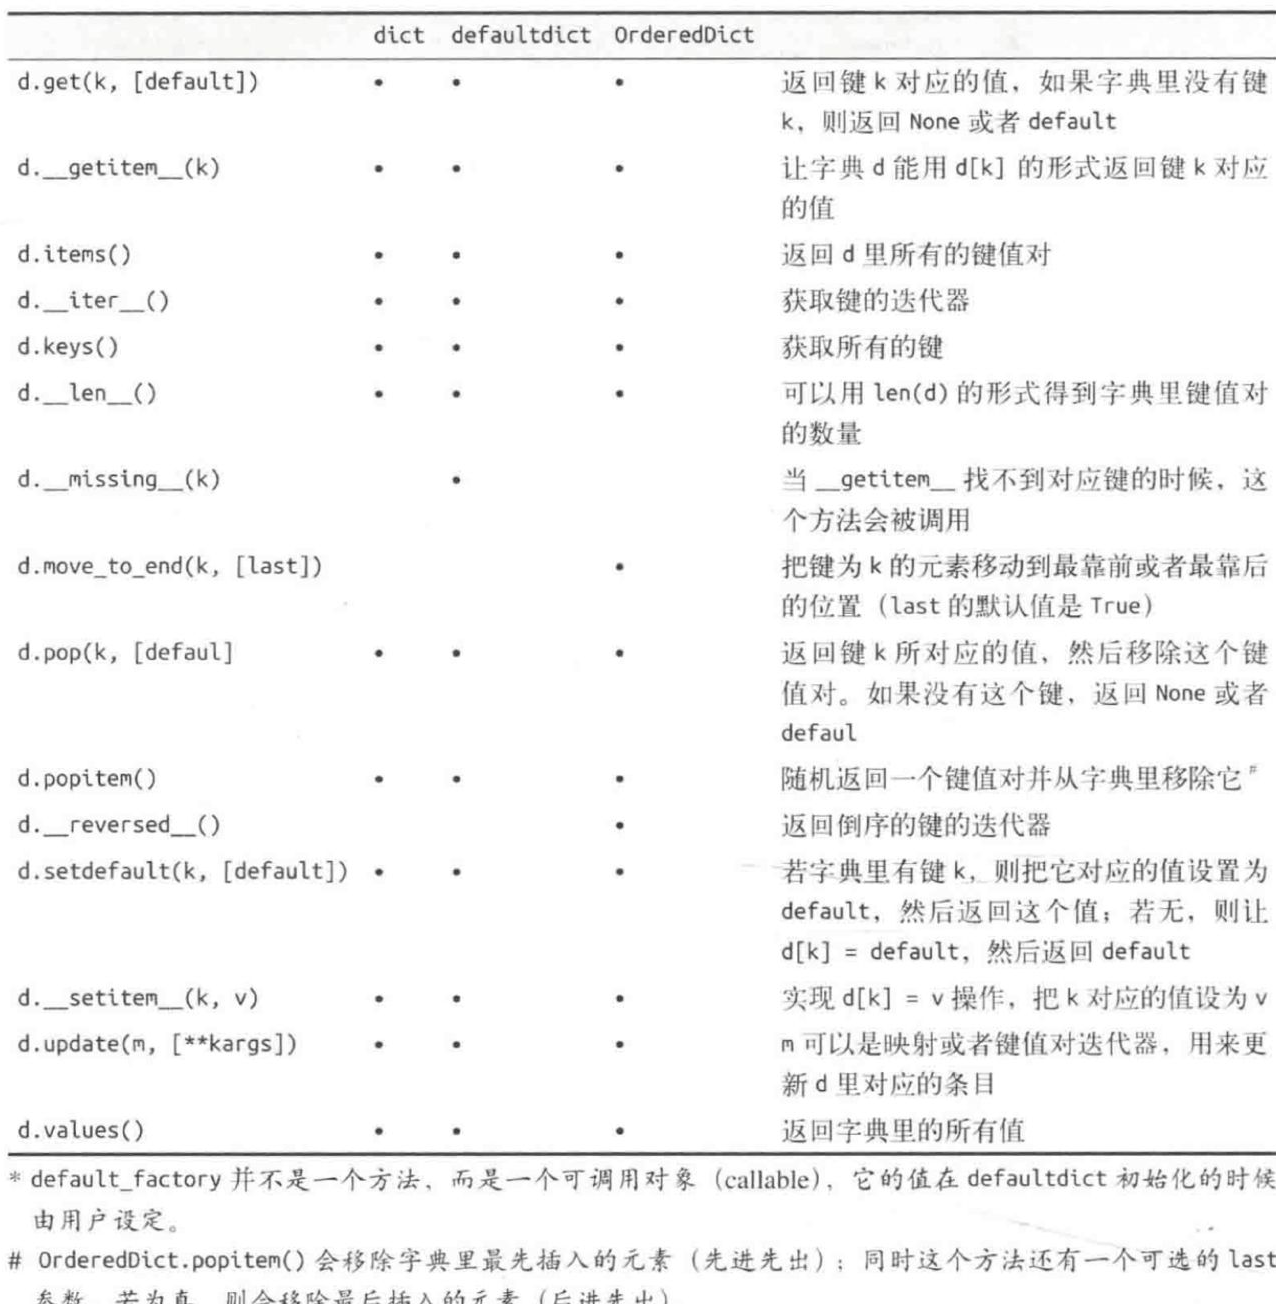 dict defaultdict OrderedDict
d.get(k, [default]) • • • 返回键 k 对应的值，如果字典里没有键
k，则返回 None 或者 default
d.__getitem__(k) • • • 让字典 d 能用 d[k] 的形式返回键 k 对应
的值
d.items() • • • 返回 d 里所有的键值对
d.__iter__() • • • 获取键的迭代器
d.keys() • • • 获取所有的键
d.__len__() • • • 可以用 len(d) 的形式得到字典里键值对
的数量
d.__missing__(k) • 当 __getitem__ 找不到对应键的时候，这
个方法会被调用
d.move_to_end(k, [last]) • 把键为 k 的元素移动到最靠前或者最靠后
的位置（last 的默认值是 True）
d.pop(k, [defaul] • • • 返回键 k 所对应的值，然后移除这个键
值对。如果没有这个键，返回 None 或者
defaul
d.popitem() • • • 随机返回一个键值对并从字典里移除它#
d.__reversed__() • 返回倒序的键的迭代器
d.setdefault(k, [default]) • • • 若字典里有键 k，则把它对应的值设置为
default，然后返回这个值；若无，则让
d[k] = default，然后返回 default
d.__setitem__(k, v) • • • 实现 d[k] = v 操作，把 k 对应的值设为 v
d.update(m, [**kargs]) • • • m 可以是映射或者键值对迭代器，用来更
新 d 里对应的条目
d.values() • • • 返回字典里的所有值
* default_factory 并不是一个方法，而是一个可调用对象（callable），它的值在 defaultdict 初始化的时候
由用户设定。
# OrderedDict.popitem() 会移除字典里最先插入的元素（先进先出）；同时这个方法还有一个可选的 last
参数，若为真，则会移除最后插入的元素（后进先出）。